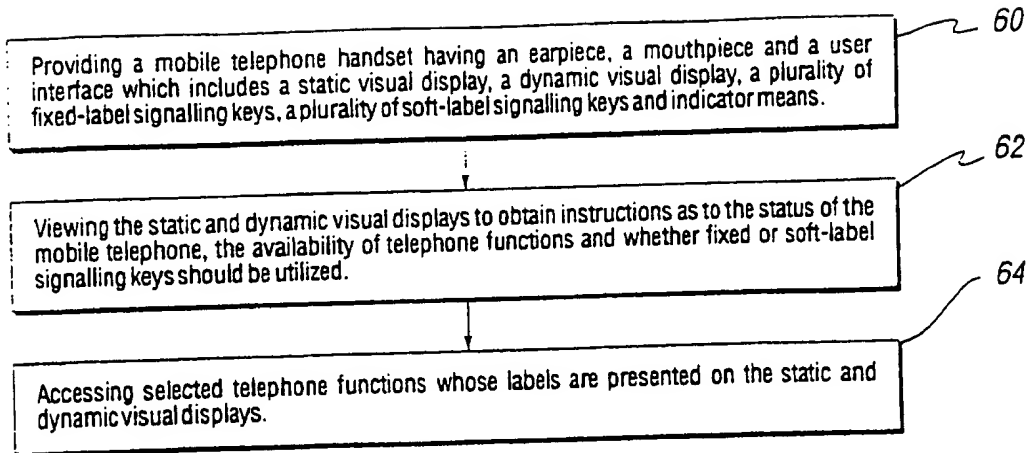 60
Providing a mobile telephone handset having an earpiece, a mouthpiece and a user
interface which includes a static visual display, a dynamic visual display, a plurality of
fixed-label signalling keys, a plurality of soft-label signalling keys and indicator means.
62
Viewing the static and dynamic visual displays to obtain instructions as to the status of the
mobile telephone, the availability of telephone functions and whether fixed or soft-label
signalling keys should be utilized.
64
Accessing selected telephone functions whose labels are presented on the static and
dynamic visual displays.